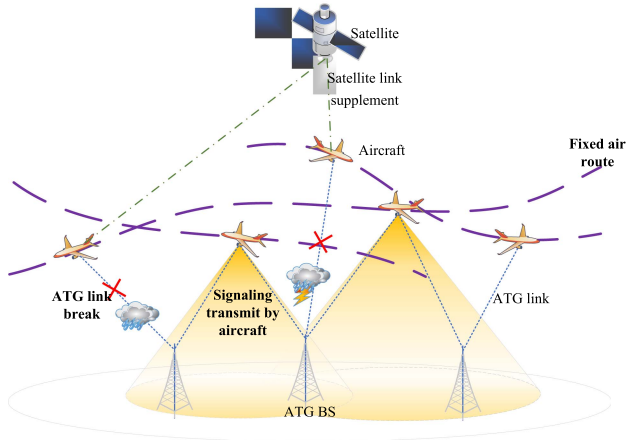 Satellite
Satellite link
supplement
Aircraft
Fixed air
route
ATG link
break
Signaling
transmit by
aircraft
ATG link
ATG BS